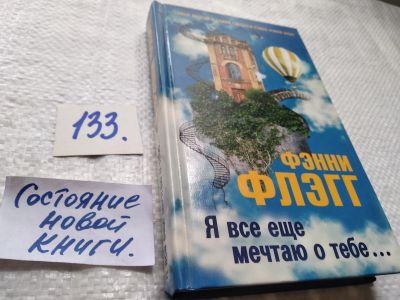 133.
Состояние
новой
книги.
ФЭННИ
ФЛЭГГ
Я все еще
мечтаю о тебе...